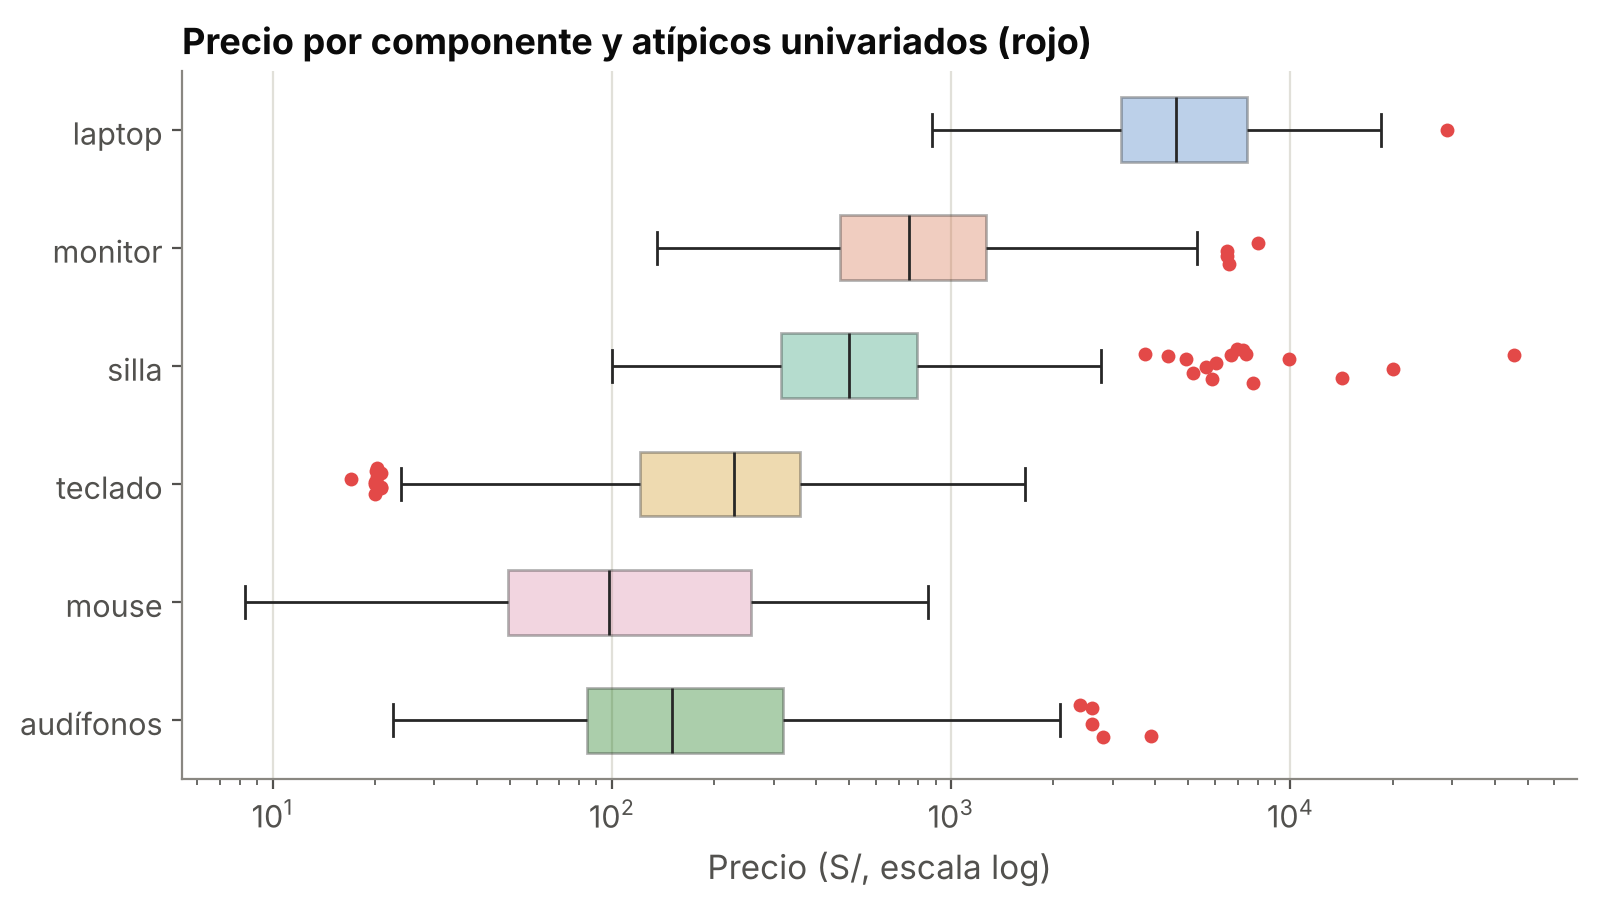 Precio por componente y atípicos univariados (rojo)
laptop
monitor
silla
teclado
mouse
audífonos
10¹ 10² 10³ 10⁴
Precio (S/, escala log)